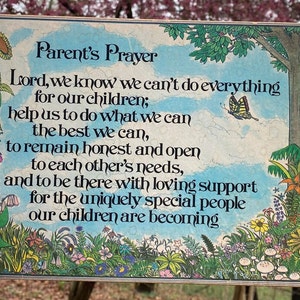 Parent's Prayer
Lord, we know we can't do everything
for our children;
help us to do what we can
the best we can,
to remain honest and open
to each other's needs,
and to be there with loving support
for the uniquely special people
our children are becoming